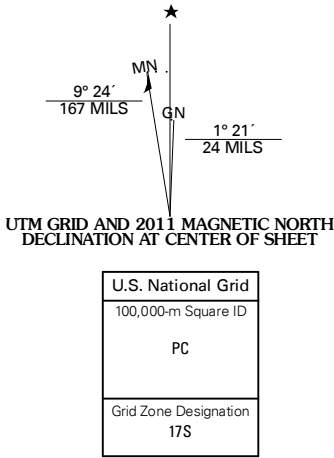 MN
GN
9° 24´
167 MILS
1° 21´
24 MILS
UTM GRID AND 2011 MAGNETIC NORTH
DECLINATION AT CENTER OF SHEET
U.S. National Grid
100,000-m Square ID
PC
Grid Zone Designation
17S